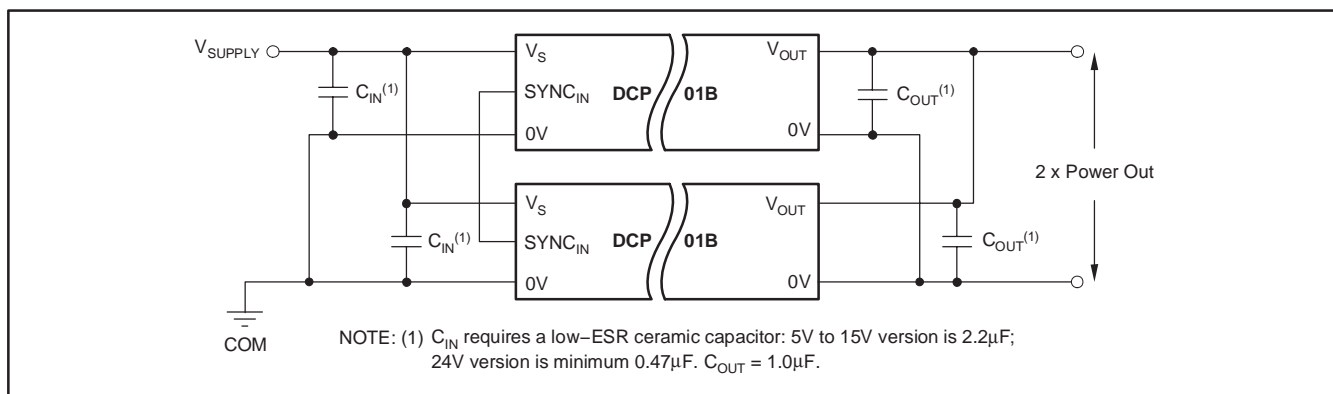 V_SUPPLY
V_S
V_OUT
C_IN(1)
SYNC_IN
DCP
01B
C_OUT(1)
0V
0V
2 x Power Out
V_S
V_OUT
C_IN(1)
SYNC_IN
DCP
01B
C_OUT(1)
0V
0V
COM
NOTE: (1) C_IN requires a low–ESR ceramic capacitor: 5V to 15V version is 2.2μF;
24V version is minimum 0.47μF. C_OUT = 1.0μF.